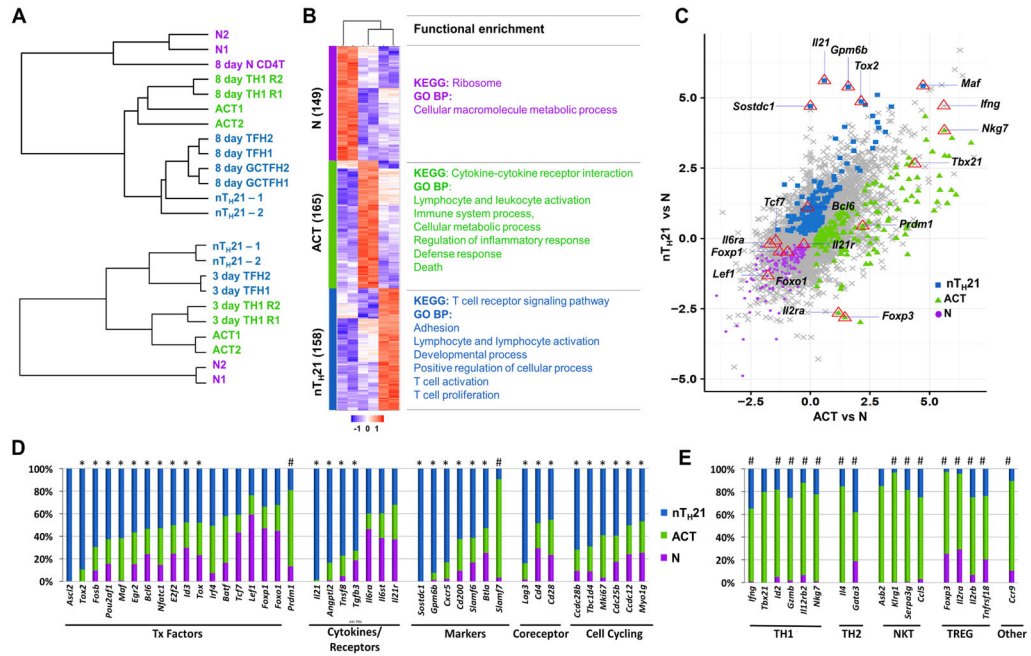 A
N2
N1
8 day N CD4T
8 day TH1 R2
8 day TH1 R1
ACT1
ACT2
8 day TFH2
8 day TFH1
8 day GCTFH2
8 day GCTFH1
nTH21 – 1
nTH21 – 2
nTH21 – 1
nTH21 – 2
3 day TFH2
3 day TFH1
3 day TH1 R2
3 day TH1 R1
ACT1
ACT2
N2
N1
B
Functional enrichment
N (149)
KEGG: Ribosome
GO BP:
Cellular macromolecule metabolic process
ACT (165)
KEGG: Cytokine-cytokine receptor interaction
GO BP:
Lymphocyte and leukocyte activation
Immune system process,
Cellular metabolic process
Regulation of inflammatory response
Defense response
Death
nTH21 (158)
KEGG: T cell receptor signaling pathway
GO BP:
Adhesion
Lymphocyte and lymphocyte activation
Developmental process
Positive regulation of cellular process
T cell activation
T cell proliferation
-1 0 1
C
nTH21 vs N
5.0
2.5
0.0
−2.5
−5.0
−2.5 0.0 2.5 5.0
ACT vs N
Il21
Gpm6b
Tox2
Maf
Sostdc1
Ifng
Nkg7
Tbx21
Tcf7
Bcl6
Prdm1
Il6ra
Foxp1
Il21r
Lef1
Foxo1
Il2ra
Foxp3
nTH21
ACT
N
D
100%
80%
60%
40%
20%
0%
* * * * * * * * * * #
* * * * * * * * * * #
* * * * * * * *
Ascl2 Tox2 Fosb Pou2af1 Maf Egr2 Bcl6 Nfatc1 E2f2 Id3 Tox Irf4 Batf Tcf7 Lef1 Foxp1 Foxo1 Prdm1
Il21 Angptl2 Tnfsf8 Tgfb3 Il6ra Il6st Il21r
Sostdc1 Gpm6b Cxcr5 Cd200 Slamf6 Btla Slamf7
Lag3 Cd4 Cd28
Ccdc28b Tbc1d4 Mki67 Cdc25b Ccdc12 Myo1g
Tx Factors
Cytokines/
Receptors
Markers
Coreceptor
Cell Cycling
nTH21
ACT
N
E
100%
80%
60%
40%
20%
0%
# # # # # # # # # # # # # # #
Ifng Tbx21 Id2 Gzmb Il12rb2 Nkg7
Il4 Gata3
Asb2 Klrg1 Serpa3g Ccl5
Foxp3 Il2ra Il2rb Tnfrsf18
Ccr9
TH1
TH2
NKT
TREG
Other